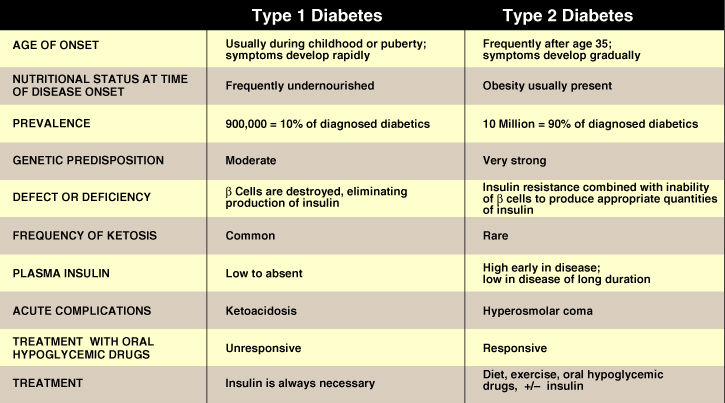 Type 1 Diabetes Type 2 Diabetes
AGE OF ONSET
Usually during childhood or puberty;
symptoms develop rapidly
Frequently after age 35;
symptoms develop gradually
NUTRITIONAL STATUS AT TIME
OF DISEASE ONSET
Frequently undernourished
Obesity usually present
PREVALENCE
900,000 = 10% of diagnosed diabetics
10 Million = 90% of diagnosed diabetics
GENETIC PREDISPOSITION
Moderate
Very strong
DEFECT OR DEFICIENCY
β Cells are destroyed, eliminating
production of insulin
Insulin resistance combined with inability
of β cells to produce appropriate quantities
of insulin
FREQUENCY OF KETOSIS
Common
Rare
PLASMA INSULIN
Low to absent
High early in disease;
low in disease of long duration
ACUTE COMPLICATIONS
Ketoacidosis
Hyperosmolar coma
TREATMENT WITH ORAL
HYPOGLYCEMIC DRUGS
Unresponsive
Responsive
TREATMENT
Insulin is always necessary
Diet, exercise, oral hypoglycemic
drugs, +/– insulin